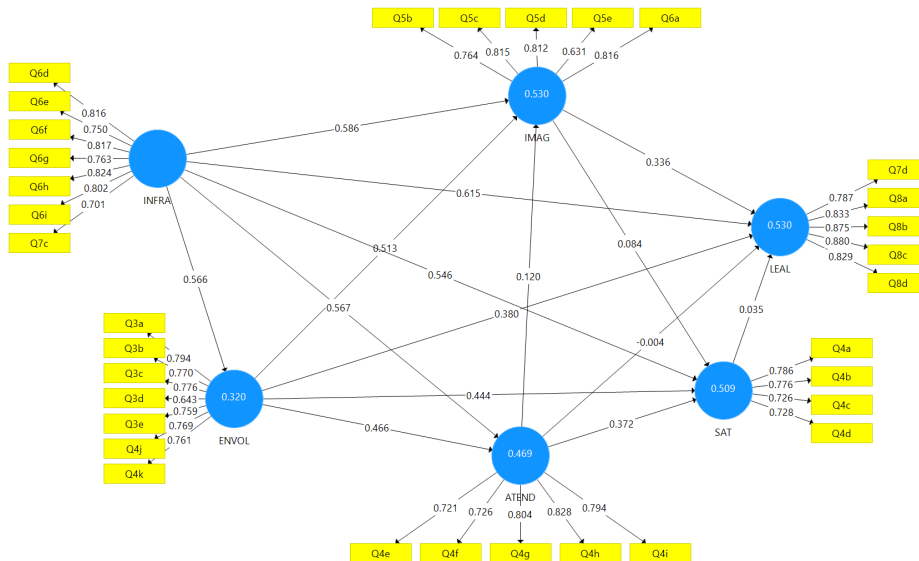 Q5b Q5c Q5d Q5e Q6a
0.764 0.815 0.812 0.631 0.816
0.530
IMAG
Q6d
Q6e
Q6f
Q6g
Q6h
Q6i
Q7c
0.816
0.750
0.817
0.763
0.824
0.802
0.701
INFRA
0.586
0.615
0.513
0.546
0.567
0.566
0.336
0.084
0.120
0.380
-0.004
0.035
0.444
0.466
0.372
0.530
LEAL
0.787
0.833
0.875
0.880
0.829
Q7d
Q8a
Q8b
Q8c
Q8d
Q3a
Q3b
Q3c
Q3d
Q3e
Q4j
Q4k
0.794
0.770
0.776
0.643
0.759
0.769
0.761
0.320
ENVOL
0.509
SAT
0.786
0.776
0.726
0.728
Q4a
Q4b
Q4c
Q4d
0.469
ATEND
0.721 0.726 0.804 0.828 0.794
Q4e Q4f Q4g Q4h Q4i